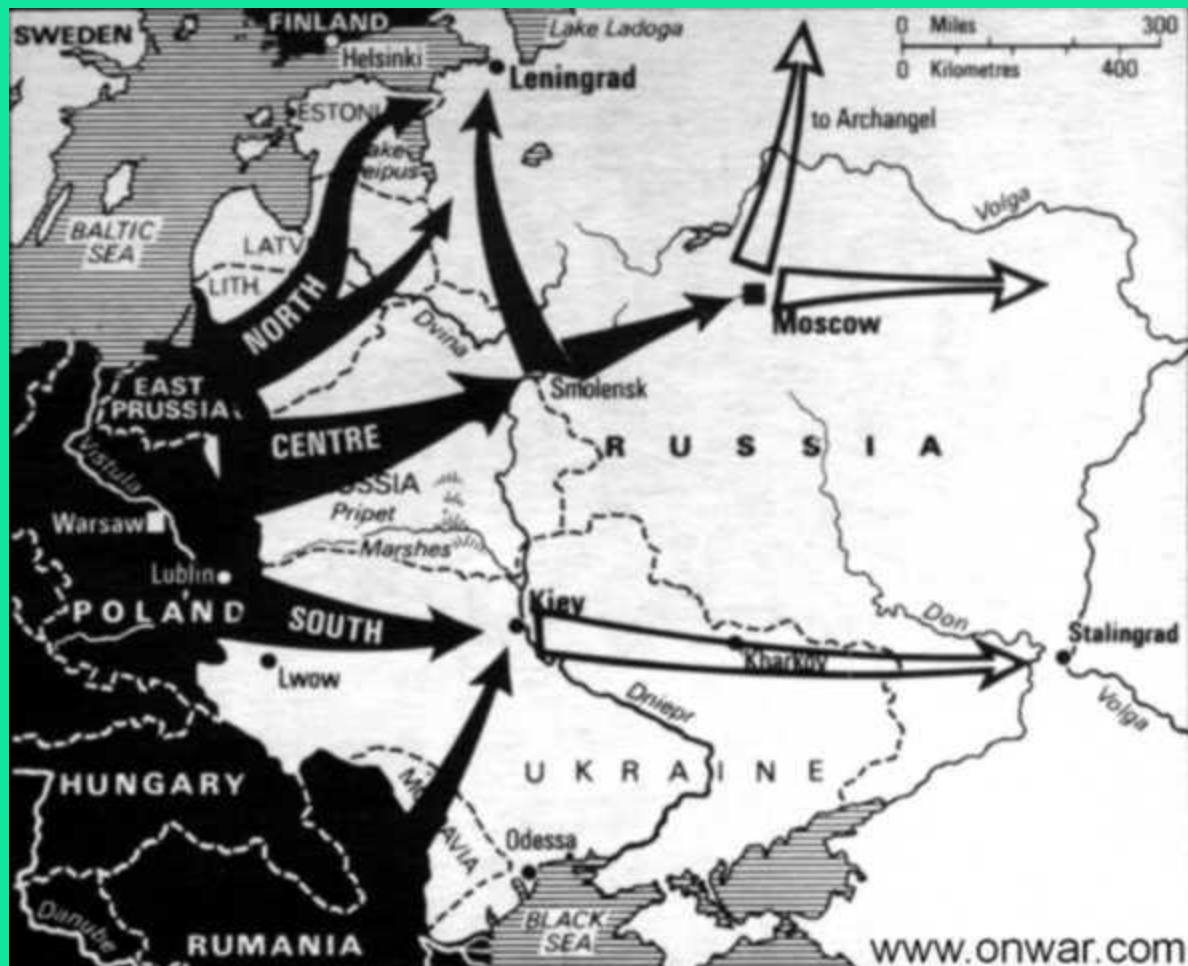 SWEDEN
FINLAND
Helsinki
Lake Ladoga
0 Miles 300
0 Kilometres 400
Leningrad
ESTONI
to Archangel
Volga
BALTIC
SEA
LATV
LITH
NORTH
Dvina
Moscow
EAST
PRUSSIA
Smolensk
CENTRE
RUSSIA
Vistula
Pripet
Marshes
Warsaw
Lublin
POLAND
SOUTH
Kiev
Lwow
Kharkov
Don
Stalingrad
Volga
Dniepr
UKRAINE
HUNGARY
AVIA
Odessa
Danube
RUMANIA
BLACK
SEA
www.onwar.com